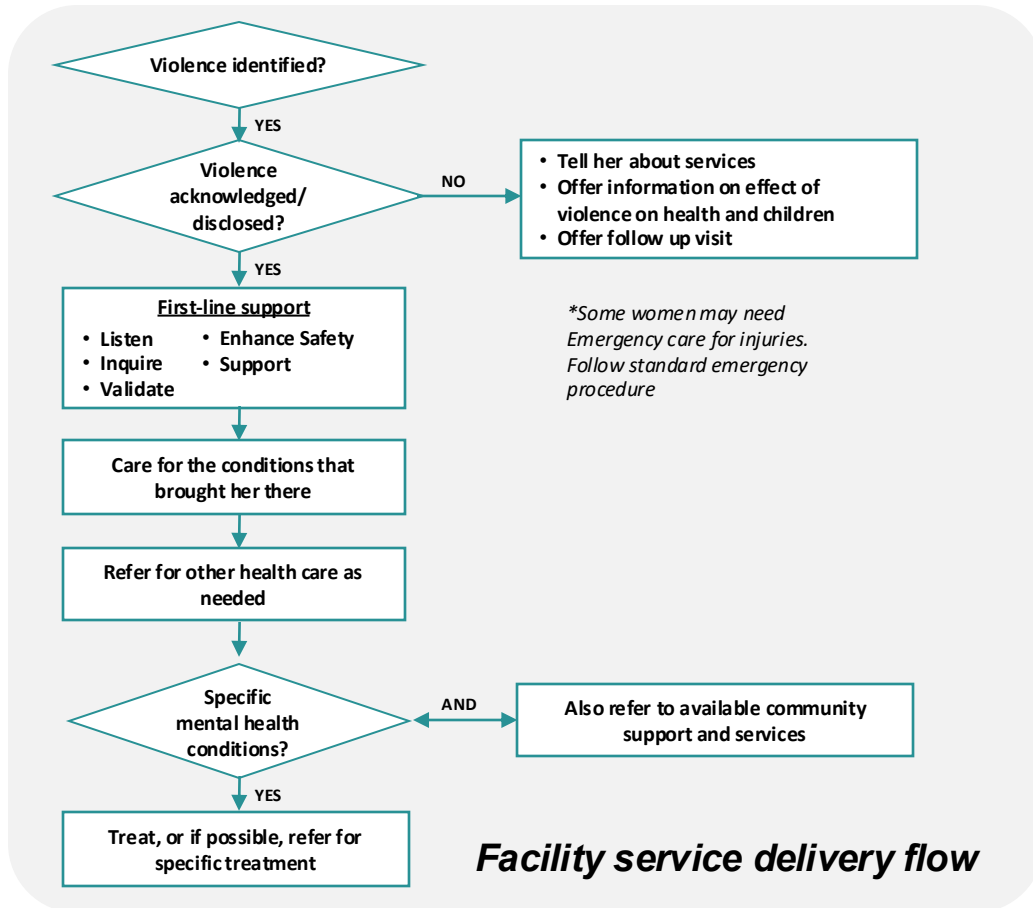 Violence identified?
YES
Violence
acknowledged/
disclosed?
NO
• Tell her about services
• Offer information on effect of
violence on health and children
• Offer follow up visit
YES
First-line support
• Listen
• Inquire
• Validate
• Enhance Safety
• Support
*Some women may need
Emergency care for injuries.
Follow standard emergency
procedure
Care for the conditions that
brought her there
Refer for other health care as
needed
Specific
mental health
conditions?
AND
Also refer to available community
support and services
YES
Treat, or if possible, refer for
specific treatment
Facility service delivery flow